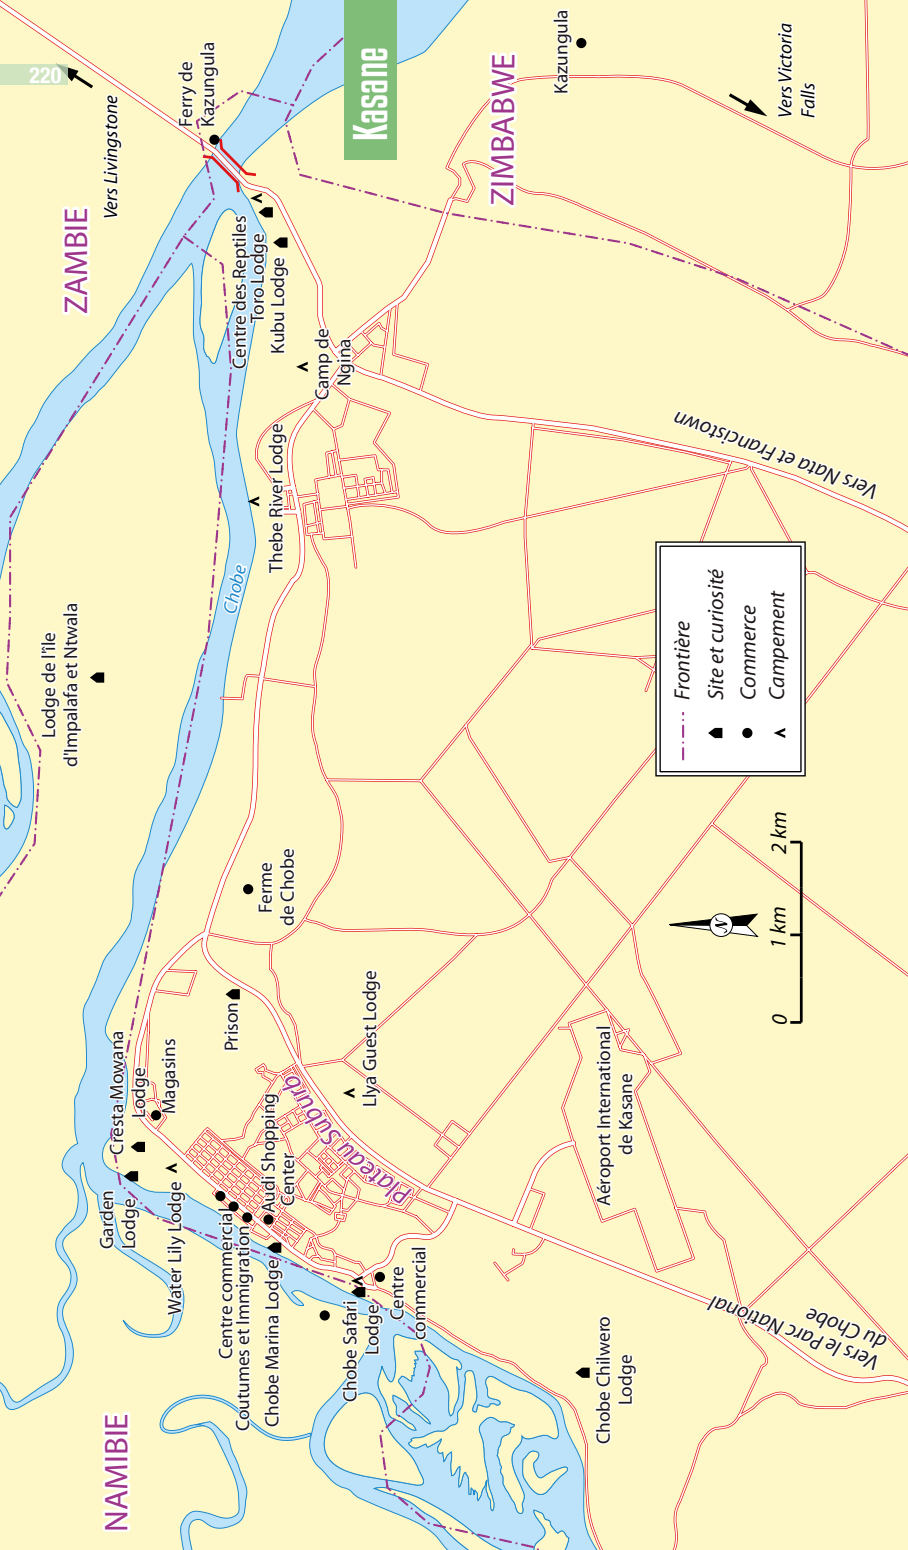 220
Kasane
ZAMBIE
ZIMBABWE
NAMIBIE
Vers Livingstone
Ferry de
Kazungula
Kazungula
Vers Victoria
Falls
Centre des Reptiles
Toro Lodge
Kubu Lodge
Camp de
Ngina
Thebe River Lodge
Chobe
Vers Nata et Francistown
Lodge de l'île
d'Impalafa et Ntwala
Ferme
de Chobe
Prison
Llya Guest Lodge
Cresta Mowana
Lodge
Magasins
Garden
Lodge
Water Lily Lodge
Plateau Suburb
Audi Shopping
Center
Centre commercial
Coutumes et Immigration
Chobe Marina Lodge
Chobe Safari
Lodge
Centre
commercial
Aéroport International
de Kasane
Chobe Chilwero
Lodge
Vers le Parc National
du Chobe
Frontière
Site et curiosité
Commerce
Campement
N
0
1 km
2 km